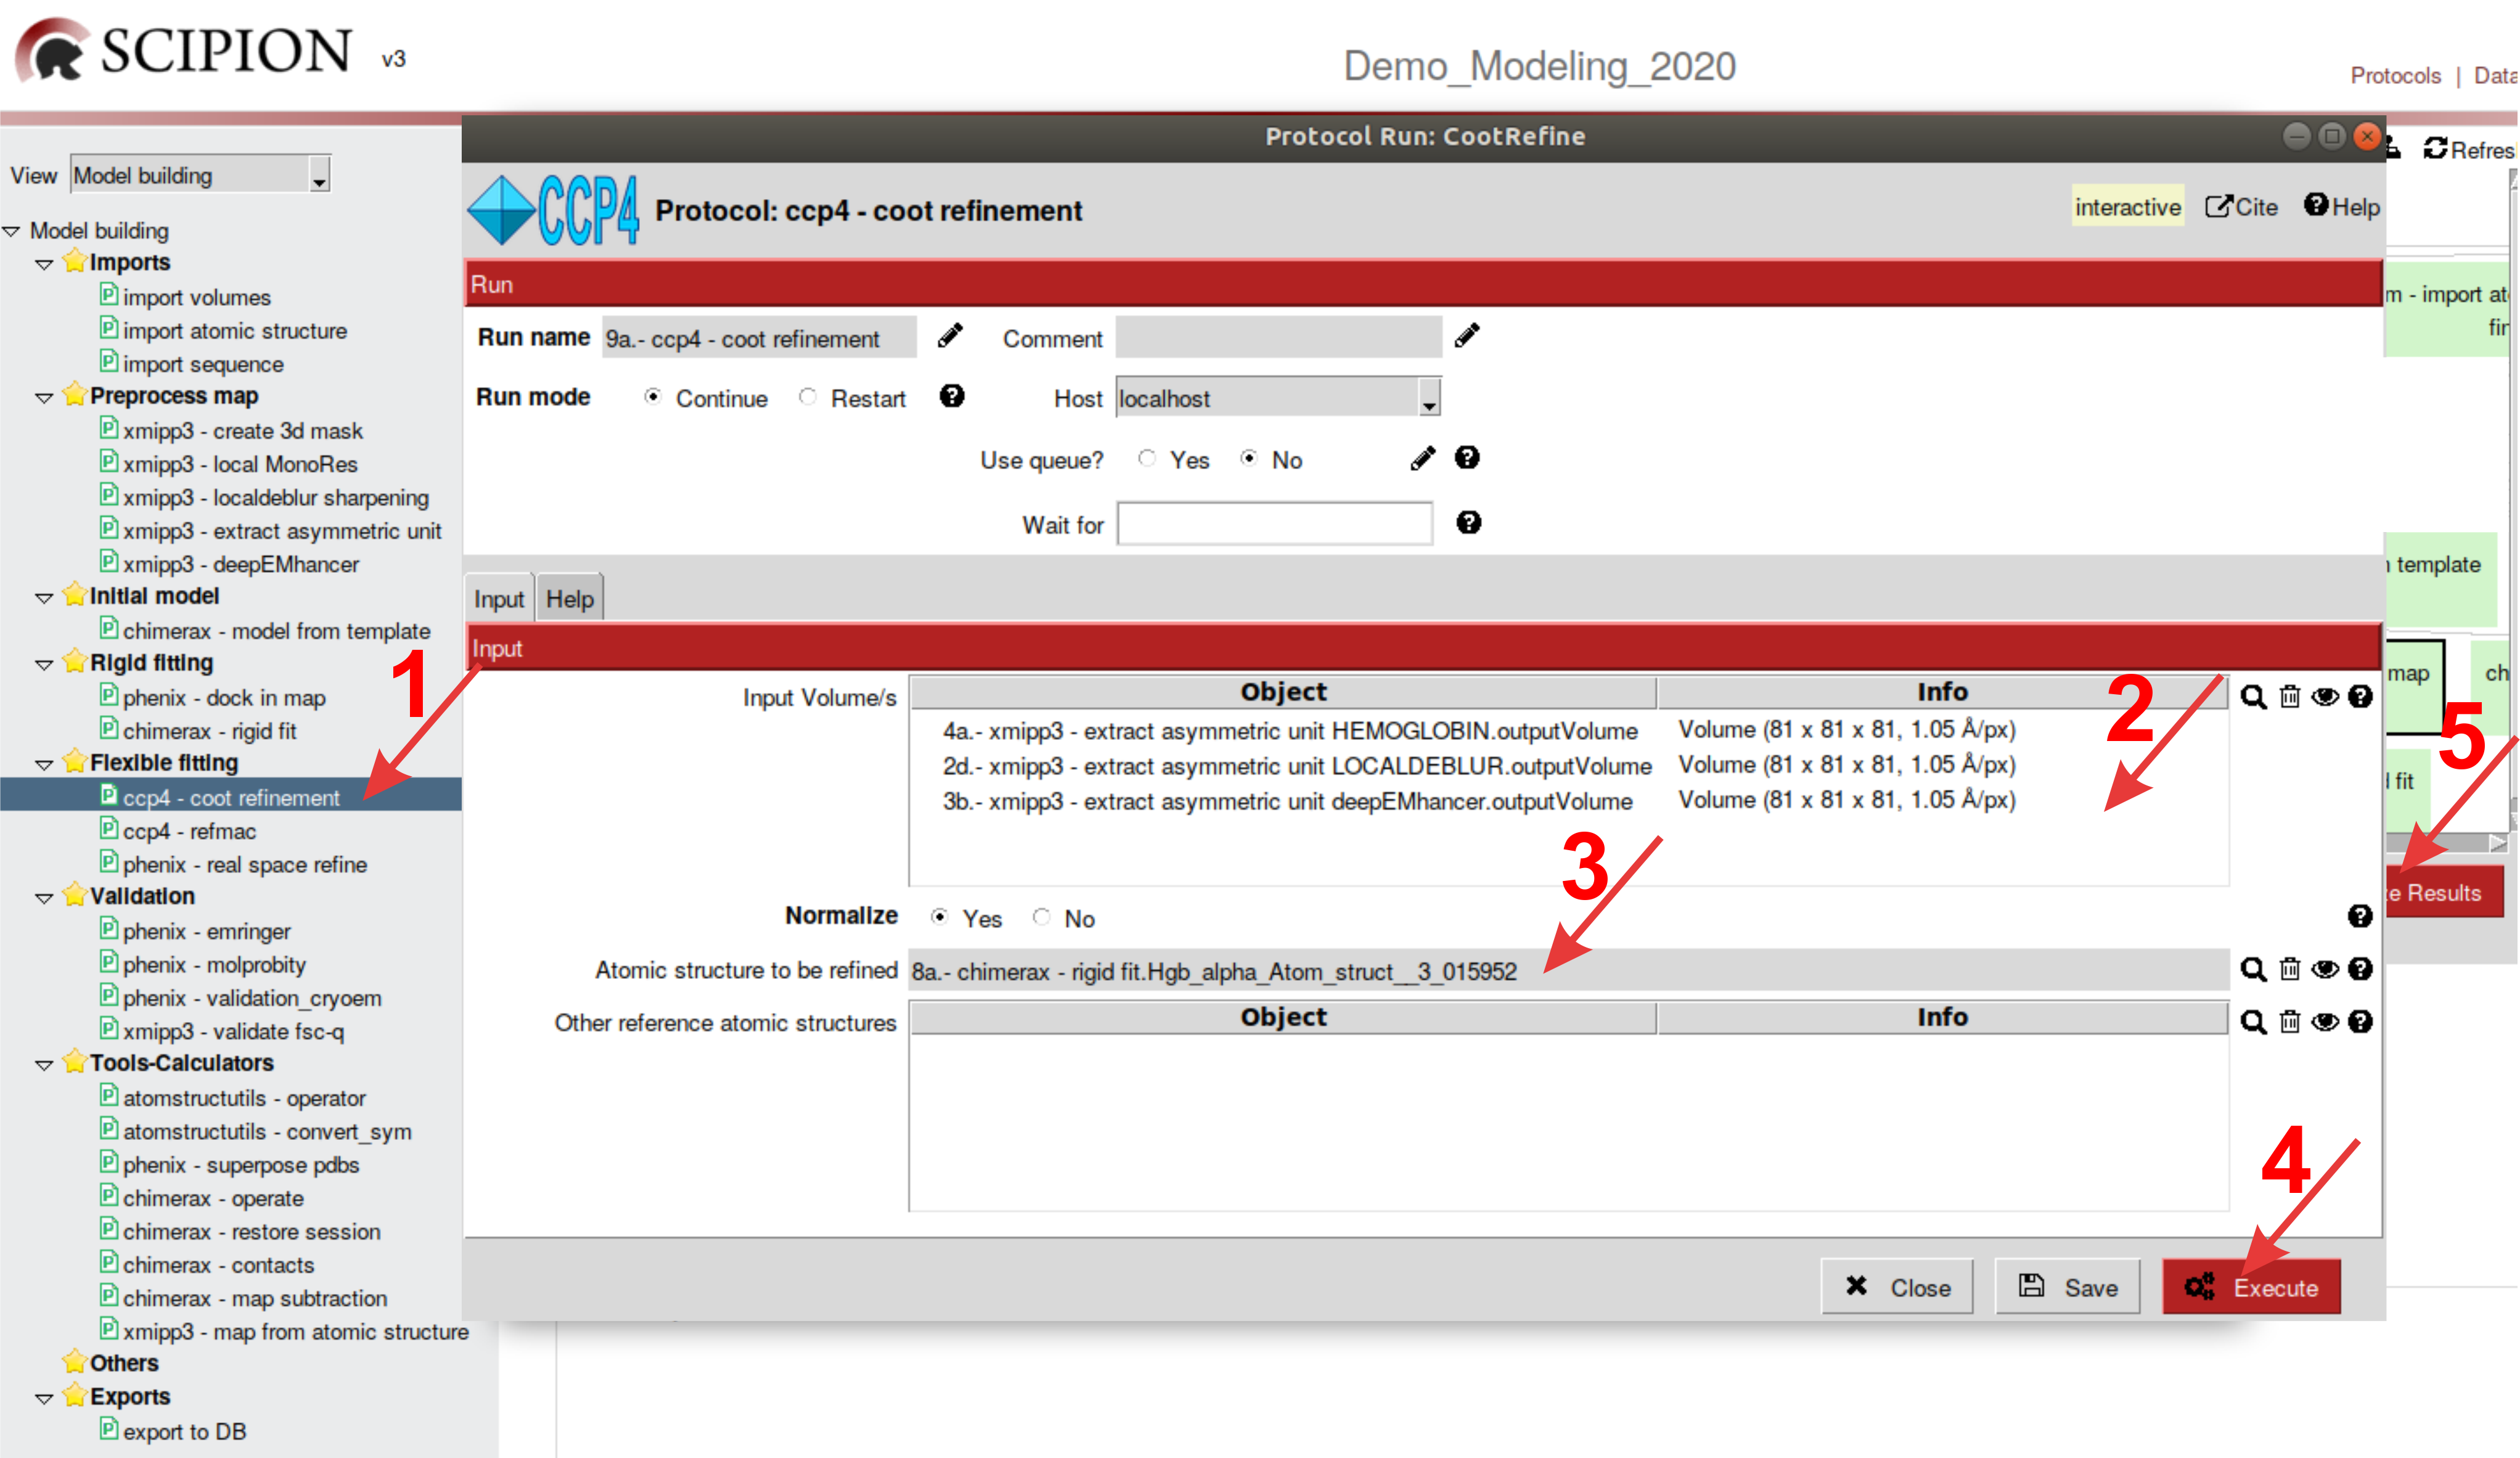 SCIPION v3
Demo_Modeling_2020
Protocols | Data
View Model building
Model building
Imports
import volumes
import atomic structure
import sequence
Preprocess map
xmipp3 - create 3d mask
xmipp3 - local MonoRes
xmipp3 - localdeblur sharpening
xmipp3 - extract asymmetric unit
xmipp3 - deepEMhancer
Initial model
chimerax - model from template
Rigid fitting
phenix - dock in map
chimerax - rigid fit
Flexible fitting
ccp4 - coot refinement
ccp4 - refmac
phenix - real space refine
Validation
phenix - emringer
phenix - molprobity
phenix - validation_cryoem
xmipp3 - validate fsc-q
Tools-Calculators
atomstructutils - operator
atomstructutils - convert_sym
phenix - superpose pdbs
chimerax - operate
chimerax - restore session
chimerax - contacts
chimerax - map subtraction
xmipp3 - map from atomic structure
Others
Exports
export to DB
1
Protocol Run: CootRefine
CCP4 Protocol: ccp4 - coot refinement
interactive Cite Help
Run
Run name 9a.- ccp4 - coot refinement Comment
Run mode Continue Restart Host localhost
Use queue? Yes No
Wait for
Input Help
Input
Input Volume/s Object Info
4a.- xmipp3 - extract asymmetric unit HEMOGLOBIN.outputVolume Volume (81 x 81 x 81, 1.05 Å/px)
2d.- xmipp3 - extract asymmetric unit LOCALDEBLUR.outputVolume Volume (81 x 81 x 81, 1.05 Å/px)
3b.- xmipp3 - extract asymmetric unit deepEMhancer.outputVolume Volume (81 x 81 x 81, 1.05 Å/px)
2
3
Normalize Yes No
Atomic structure to be refined 8a.- chimerax - rigid fit.Hgb_alpha_Atom_struct__3_015952
Other reference atomic structures Object Info
4
Close Save Execute
Refres
m - import at
fin
template
map ch
5
fit
e Results